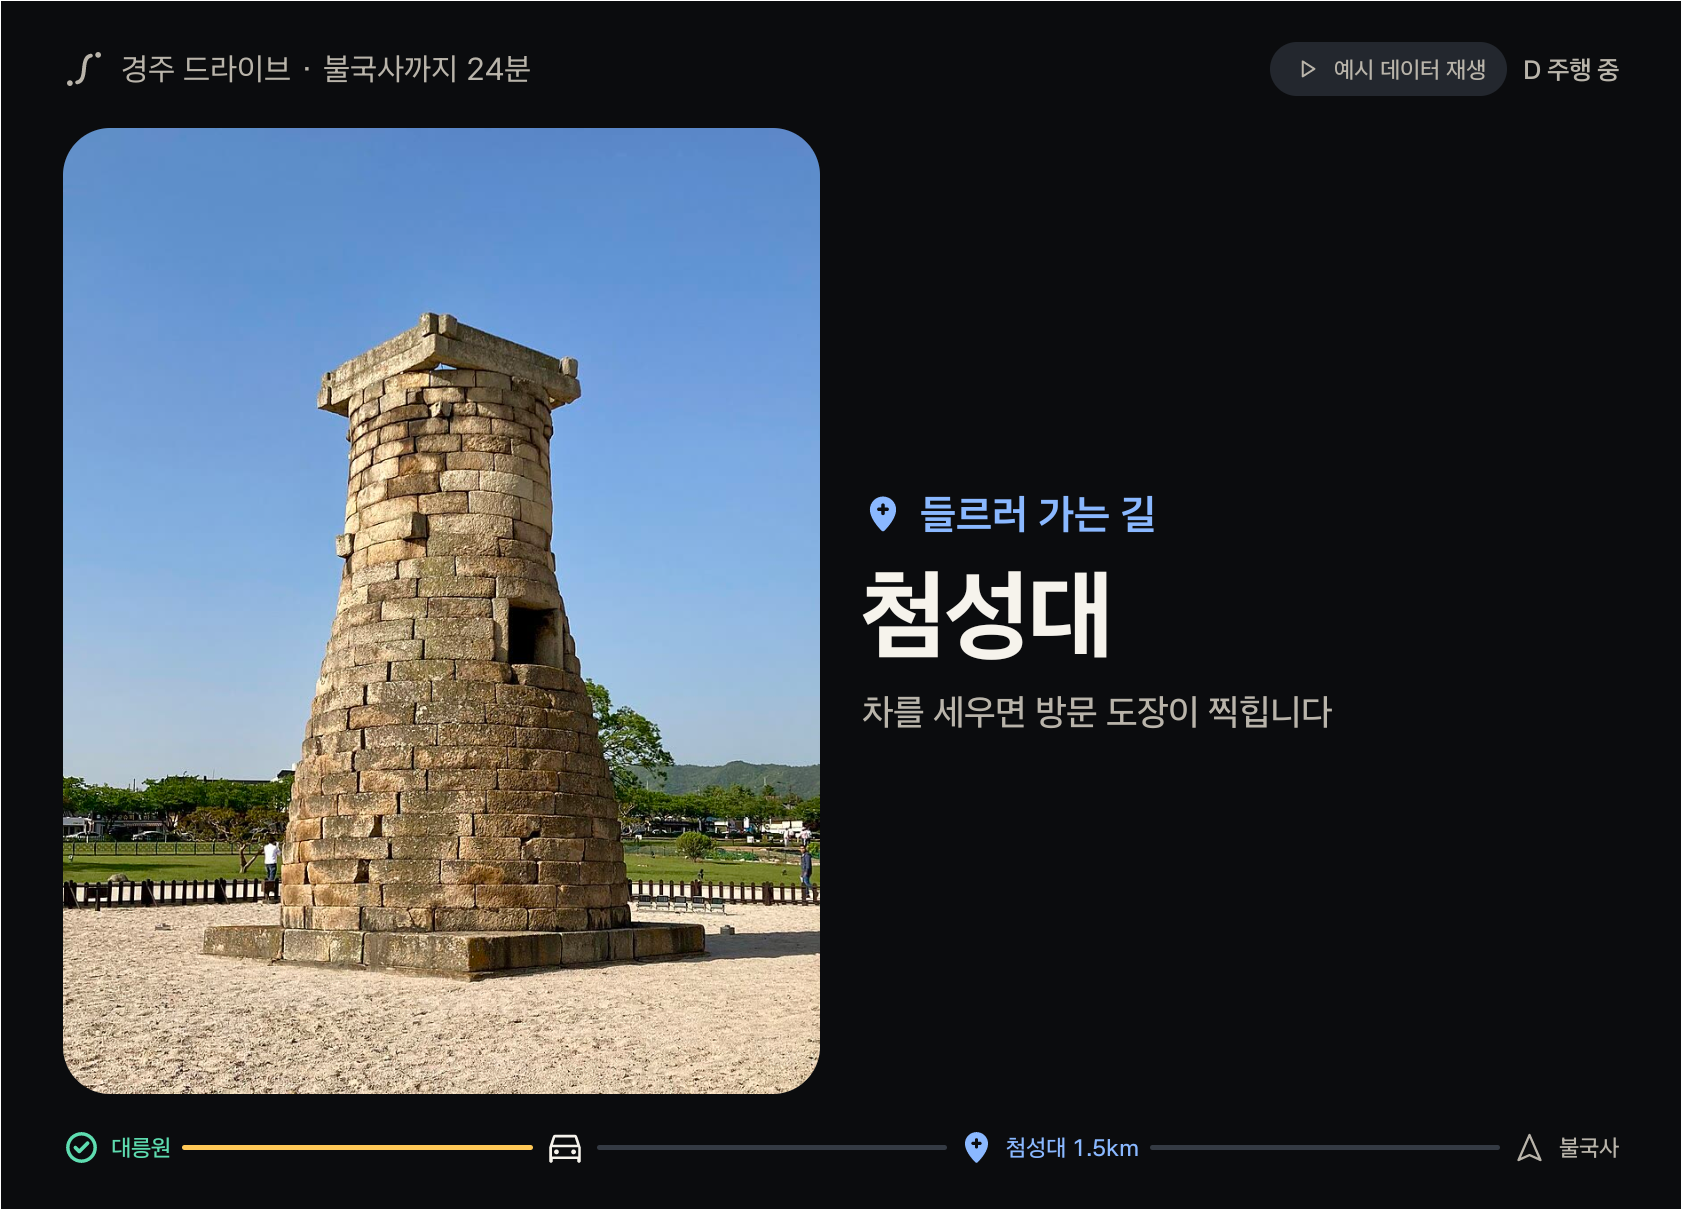 경주 드라이브 · 불국사까지 24분
예시 데이터 재생
D 주행 중
들르러 가는 길
첨성대
차를 세우면 방문 도장이 찍힙니다
대릉원
첨성대 1.5km
불국사